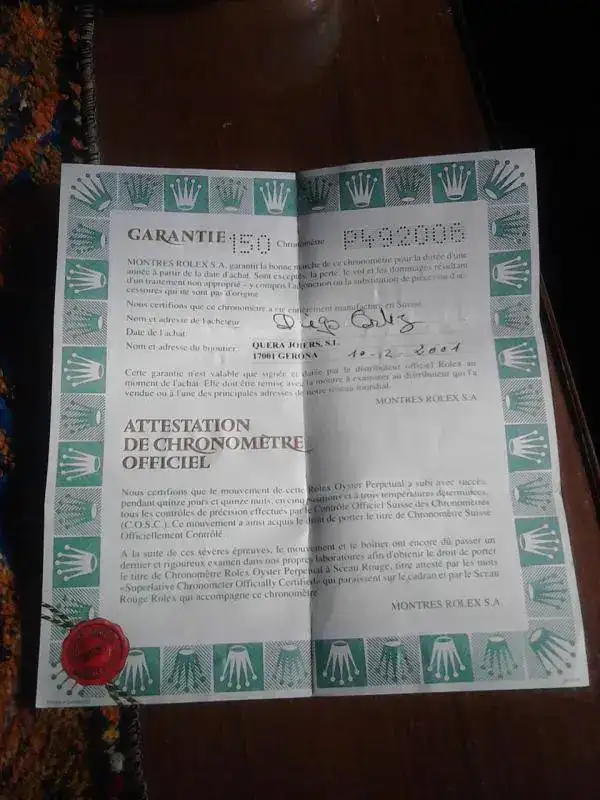 GARANTIE 150 Chronomètre P492006
MONTRES ROLEX S.A. garantit la bonne marche de ce chronomètre pour la durée d'une
année à partir de la date d'achat. Sont exceptés, la perte, le vol et les dommages résultant
d'un traitement non approprié - y compris l'adjonction ou la substitution de pièces ou d'ac-
cessoires qui ne sont pas d'origine
Nous certifions que ce chronomètre a été entièrement manufacturé en Suisse
Nom et adresse de l'acheteur Diego Ortiz
Date de l'achat
Nom et adresse du bijoutier: QUERA JOIERS, S.L.
17001 GERONA 10-12-2001
Cette garantie n'est valable que signée et datée par le distributeur officiel Rolex au
moment de l'achat. Elle doit être remise avec la montre à examiner au distributeur qui l'a
vendue ou à l'une des principales adresses de notre réseau mondial.
MONTRES ROLEX S.A
ATTESTATION
DE CHRONOMÈTRE
OFFICIEL
Nous certifions que le mouvement de cette Rolex Oyster Perpetual a subi avec succès,
pendant quinze jours et quinze nuits, en cinq positions et à trois températures déterminées,
tous les contrôles de précision effectués par le Contrôle Officiel Suisse des Chronomètres
(C.O.S.C.). Ce mouvement a ainsi acquis le droit de porter le titre de Chronomètre Suisse
Officiellement Contrôlé.
A la suite de ces sévères épreuves, le mouvement et le boîtier ont encore dû passer un
dernier et rigoureux examen dans nos propres laboratoires afin d'obtenir le droit de porter
le titre de Chronomètre Rolex Oyster Perpetual à Sceau Rouge, titre attesté par les mots
«Superlative Chronometer Officially Certified» qui paraissent sur le cadran et par le Sceau
Rouge Rolex qui accompagne ce chronomètre
MONTRES ROLEX S.A.